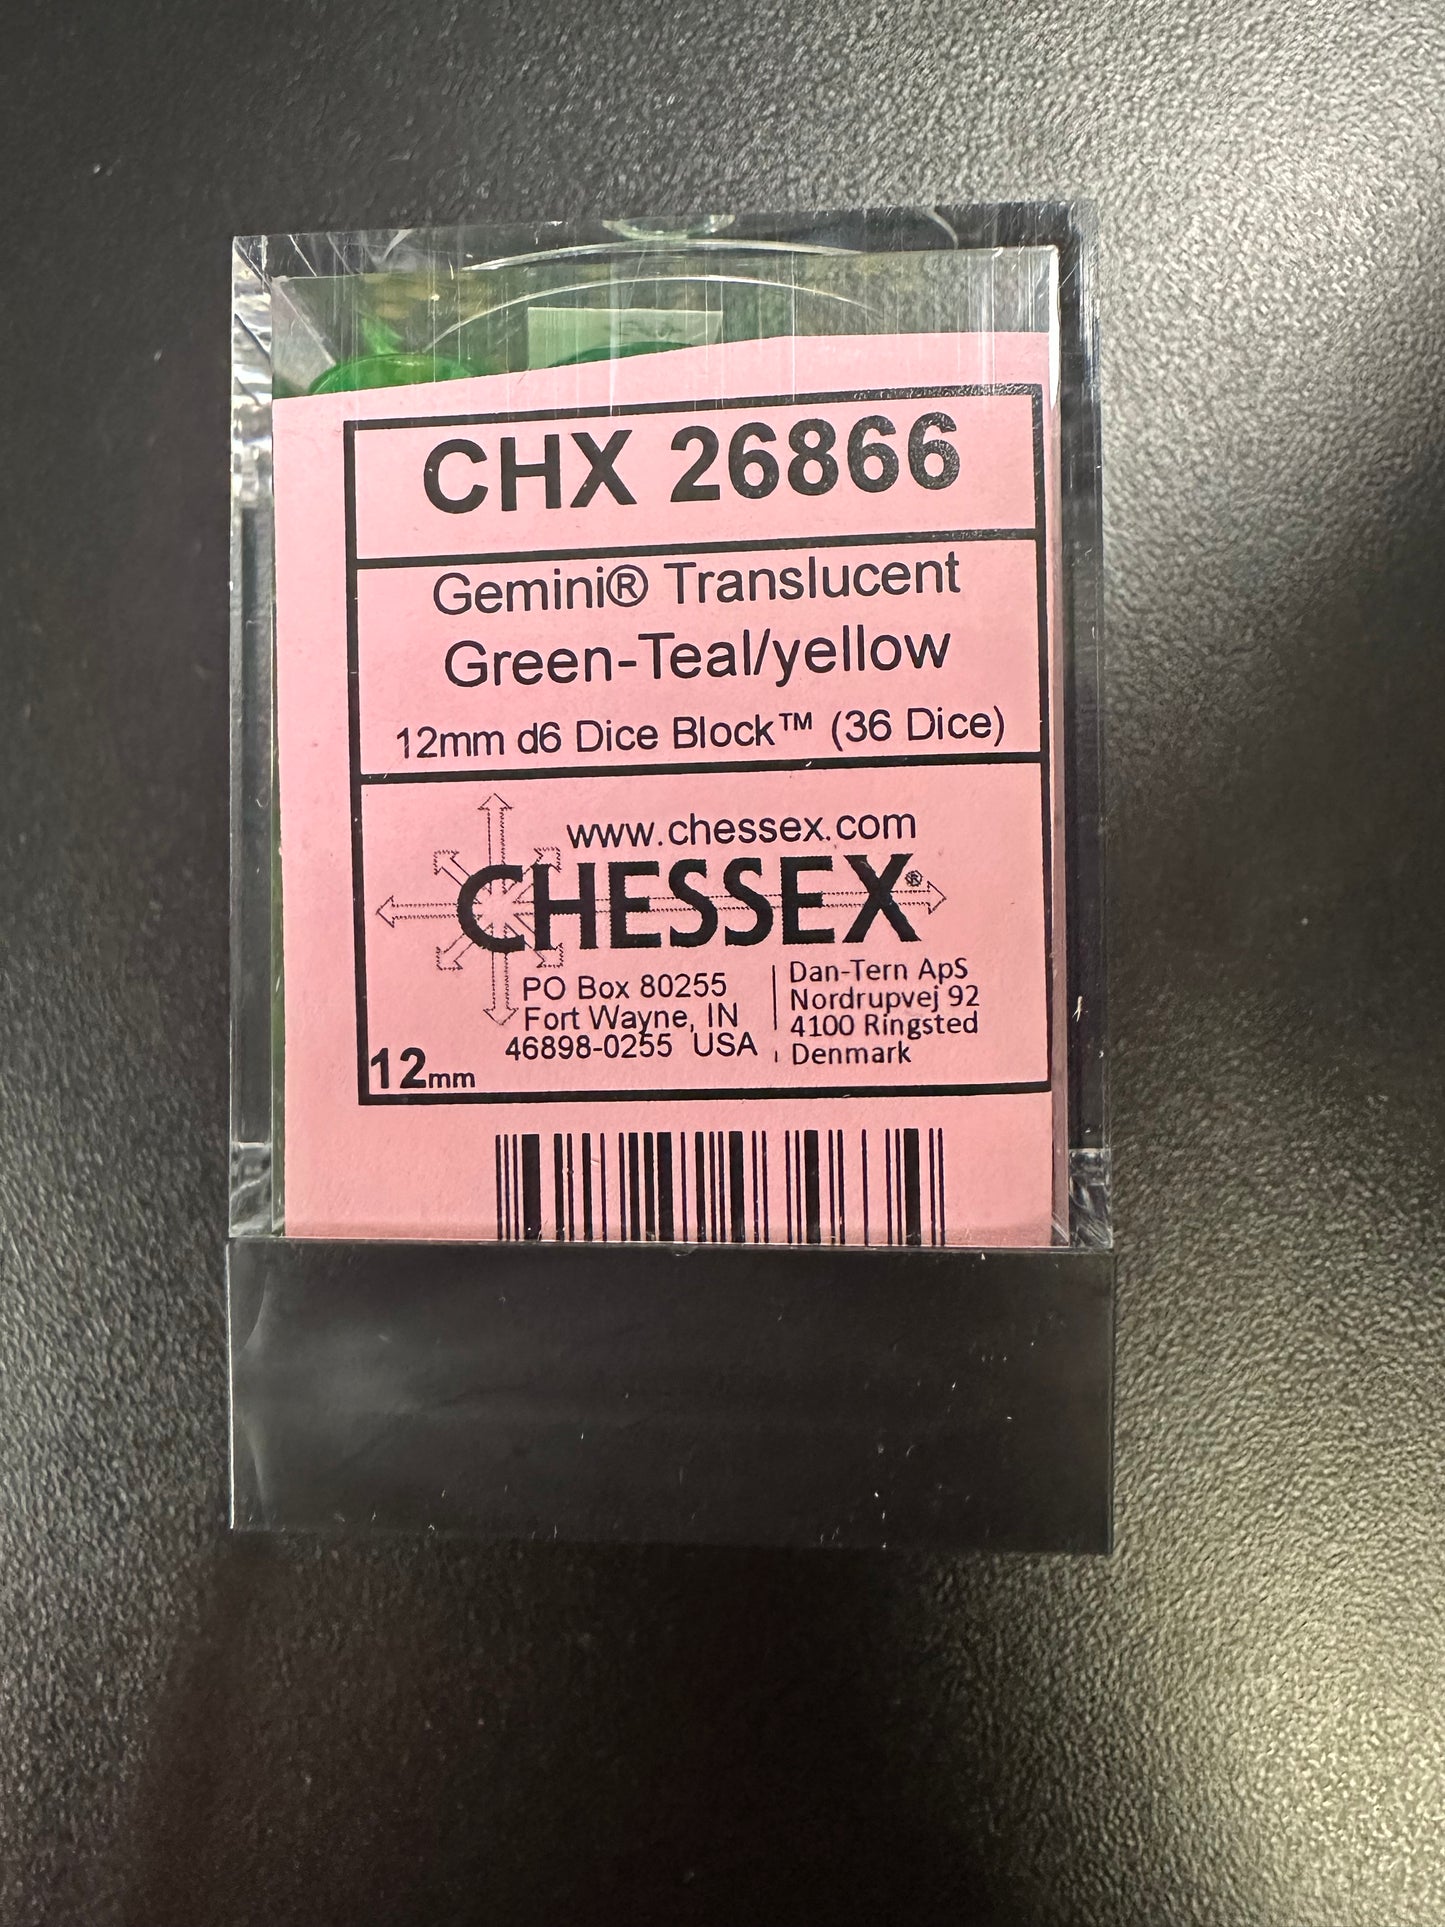 CHX 26866
Gemini® Translucent
Green-Teal/yellow
12mm d6 Dice Block™ (36 Dice)
www.chessex.com
CHESSEX®
PO Box 80255
Fort Wayne, IN
46898-0255 USA
Dan-Tern ApS
Nordrupvej 92
4100 Ringsted
Denmark
12mm